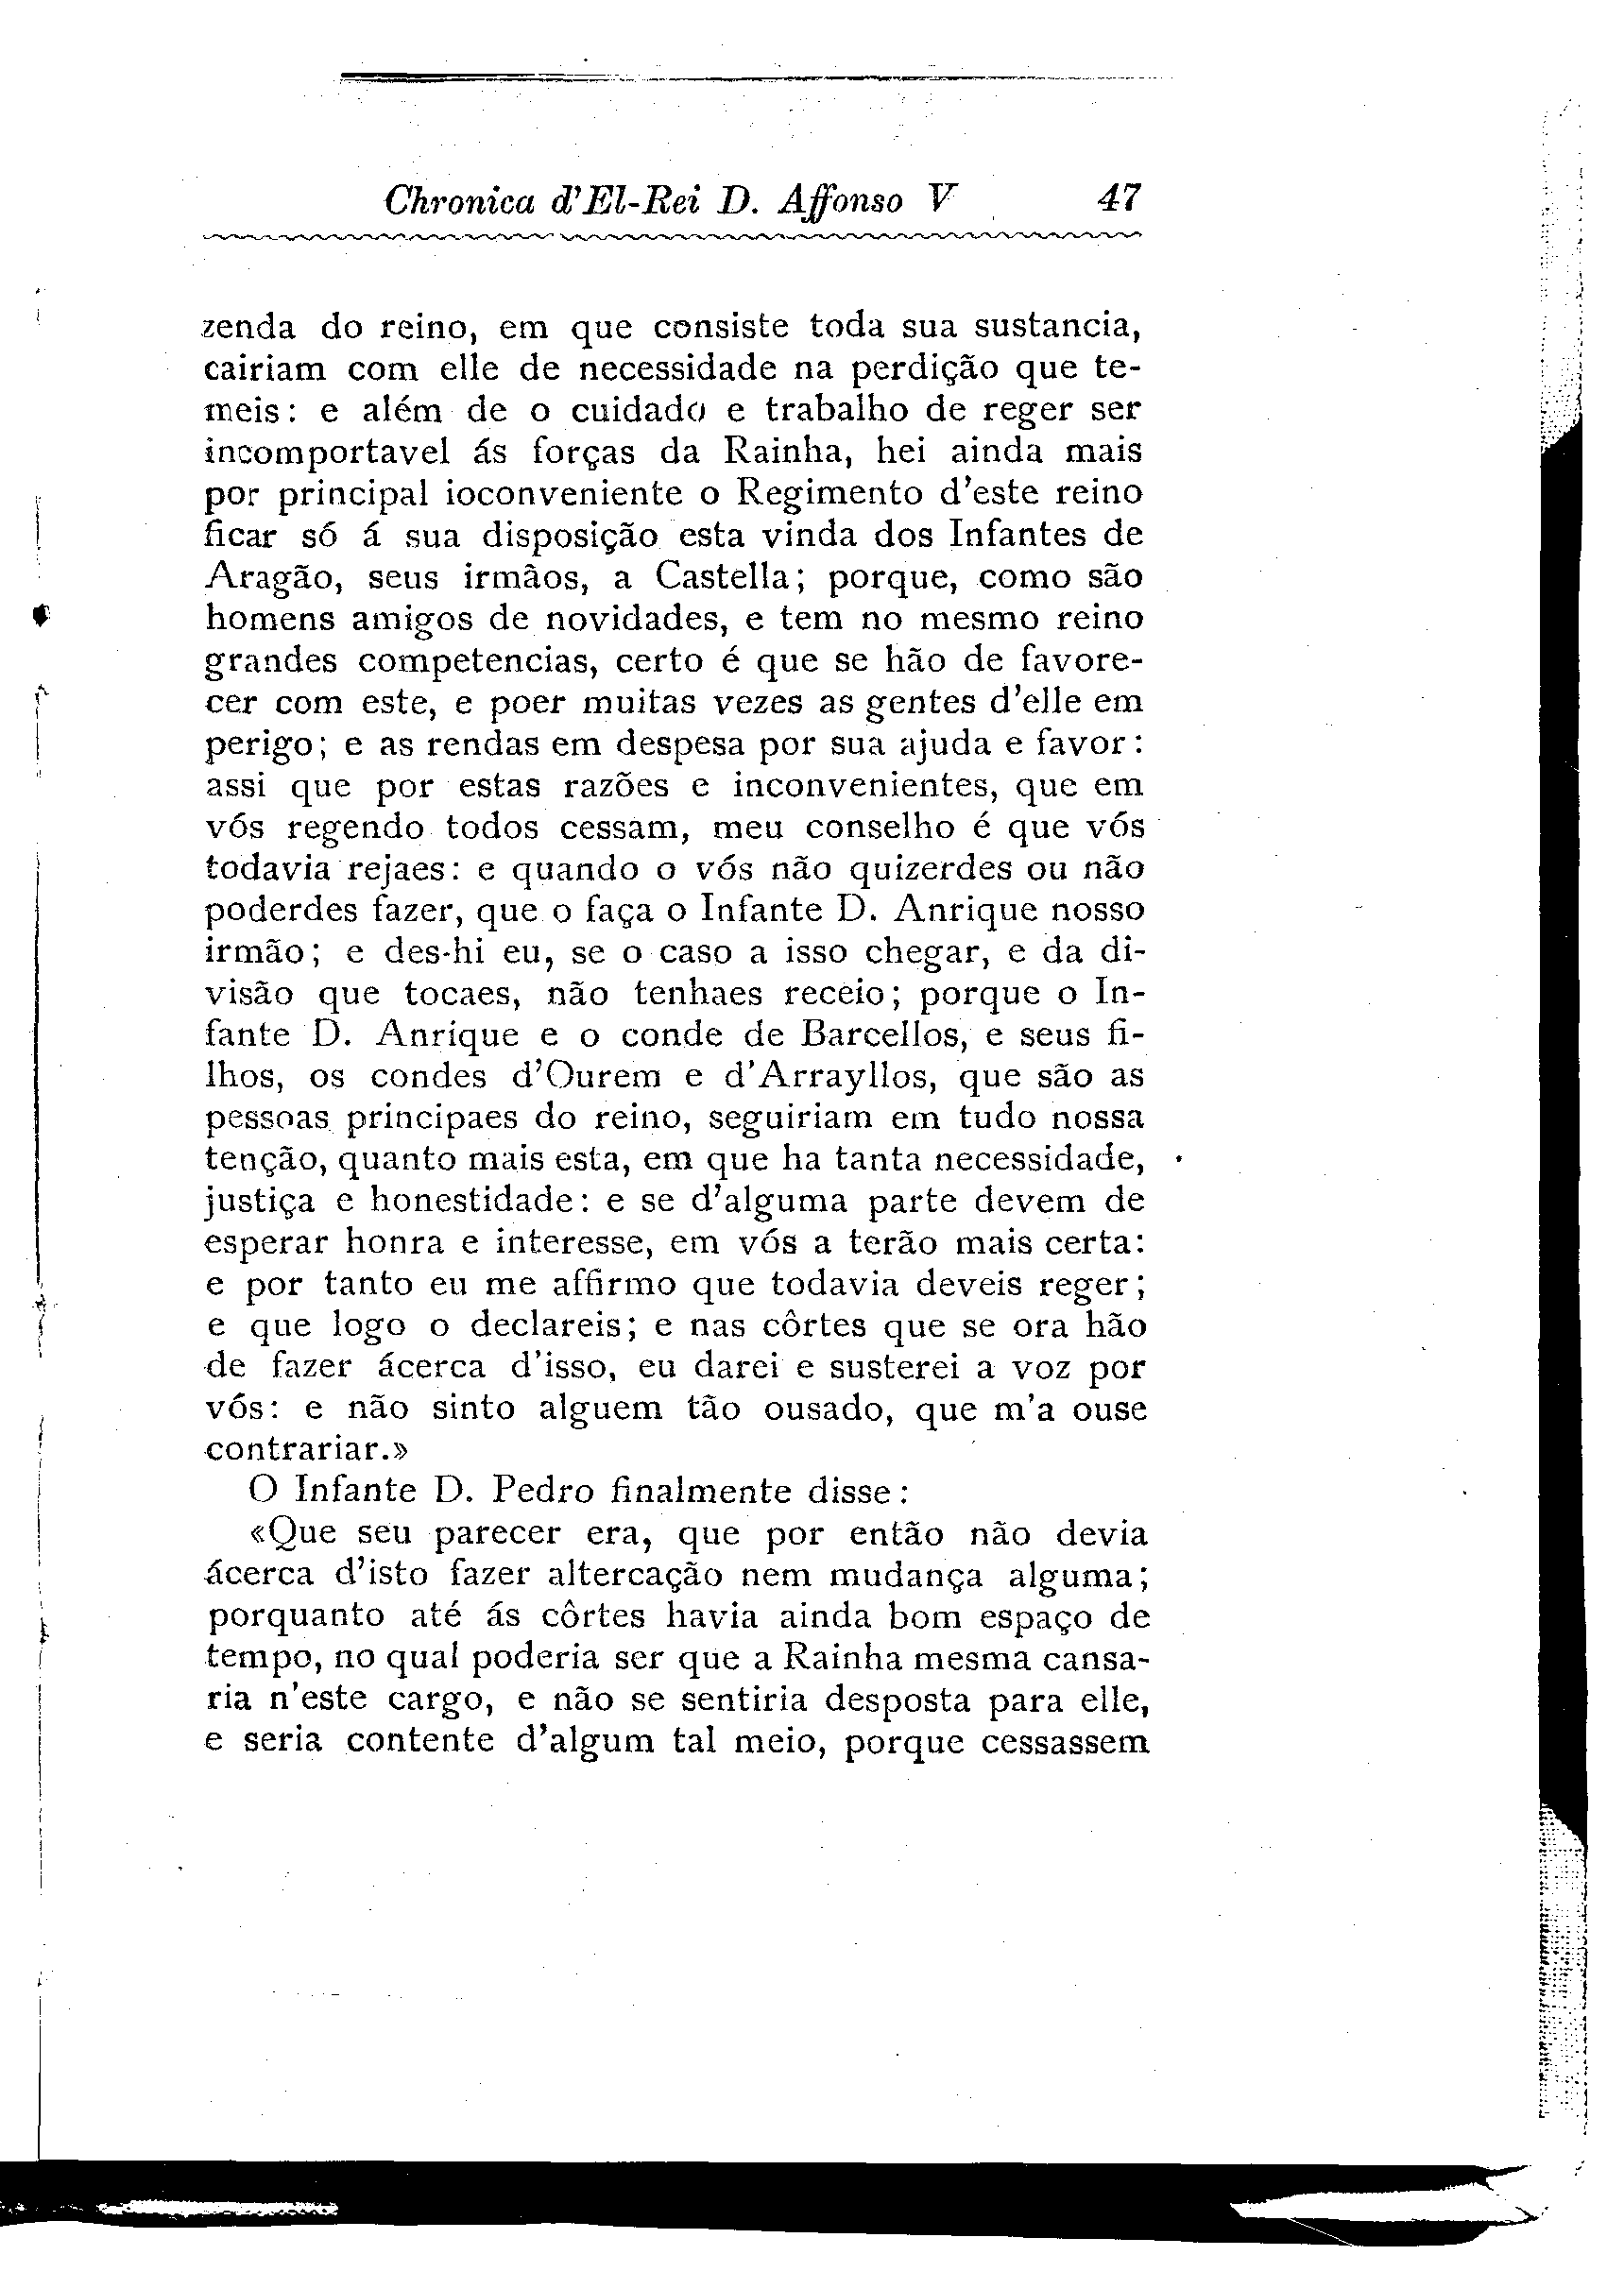 Chronica d'El-Rei D. Affonso V 47
zenda do reino, em que consiste toda sua sustancia,
cairiam com elle de necessidade na perdição que te-
meis: e além de o cuidado e trabalho de reger ser
incomportavel ás forças da Rainha, hei ainda mais
por principal ioconveniente o Regimento d'este reino
ficar só á sua disposição esta vinda dos Infantes de
Aragão, seus irmãos, a Castella; porque, como são
homens amigos de novidades, e tem no mesmo reino
grandes competencias, certo é que se hão de favore-
cer com este, e poer muitas vezes as gentes d'elle em
perigo; e as rendas em despesa por sua ajuda e favor:
assi que por estas razões e inconvenientes, que em
vós regendo todos cessam, meu conselho é que vós
todavia rejaes: e quando o vós não quizerdes ou não
poderdes fazer, que o faça o Infante D. Anrique nosso
irmão; e des-hi eu, se o caso a isso chegar, e da di-
visão que tocaes, não tenhaes receio; porque o In-
fante D. Anrique e o conde de Barcellos, e seus fi-
lhos, os condes d'Ourem e d'Arrayllos, que são as
pessoas principaes do reino, seguiriam em tudo nossa
tenção, quanto mais esta, em que ha tanta necessidade,
justiça e honestidade: e se d'alguma parte devem de
esperar honra e interesse, em vós a terão mais certa:
e por tanto eu me affirmo que todavia deveis reger;
e que logo o declareis; e nas côrtes que se ora hão
de fazer ácerca d'isso, eu darei e susterei a voz por
vós: e não sinto alguem tão ousado, que m'a ouse
contrariar.»
O Infante D. Pedro finalmente disse:
«Que seu parecer era, que por então não devia
ácerca d'isto fazer altercação nem mudança alguma;
porquanto até ás côrtes havia ainda bom espaço de
tempo, no qual poderia ser que a Rainha mesma cansa-
ria n'este cargo, e não se sentiria desposta para elle,
e seria contente d'algum tal meio, porque cessassem